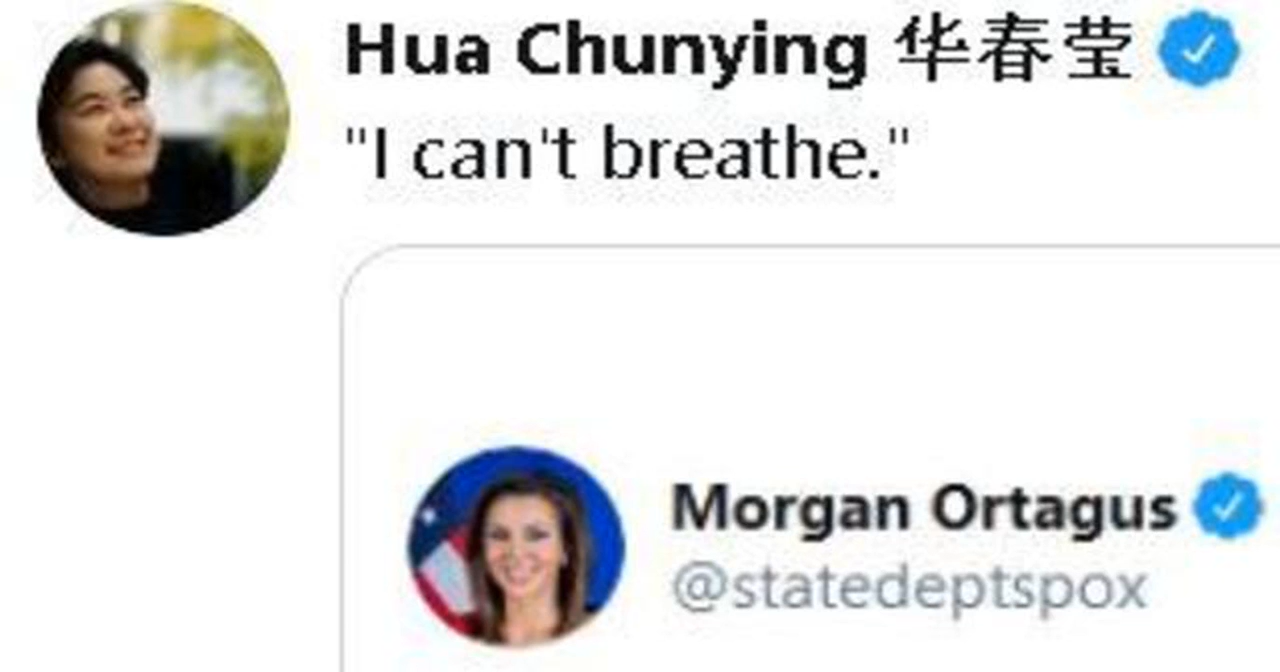 Hua Chunying 华春莹
"I can't breathe."
Morgan Ortagus
@statedeptspox